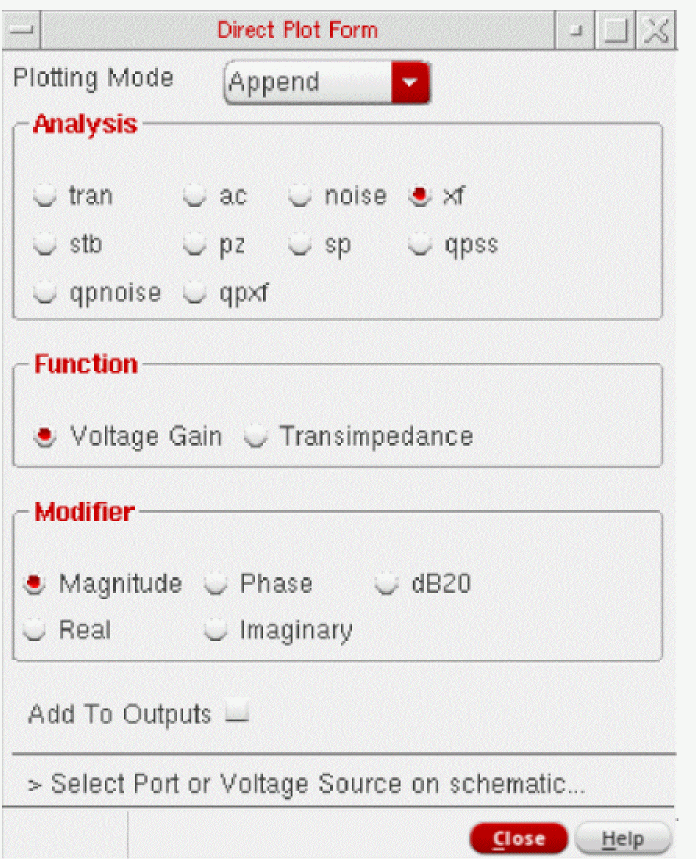 Direct Plot Form
Plotting Mode Append
Analysis
tran ac noise xf
stb pz sp qpss
qpnoise qpxf
Function
Voltage Gain Transimpedance
Modifier
Magnitude Phase dB20
Real Imaginary
Add To Outputs
> Select Port or Voltage Source on schematic...
Close Help